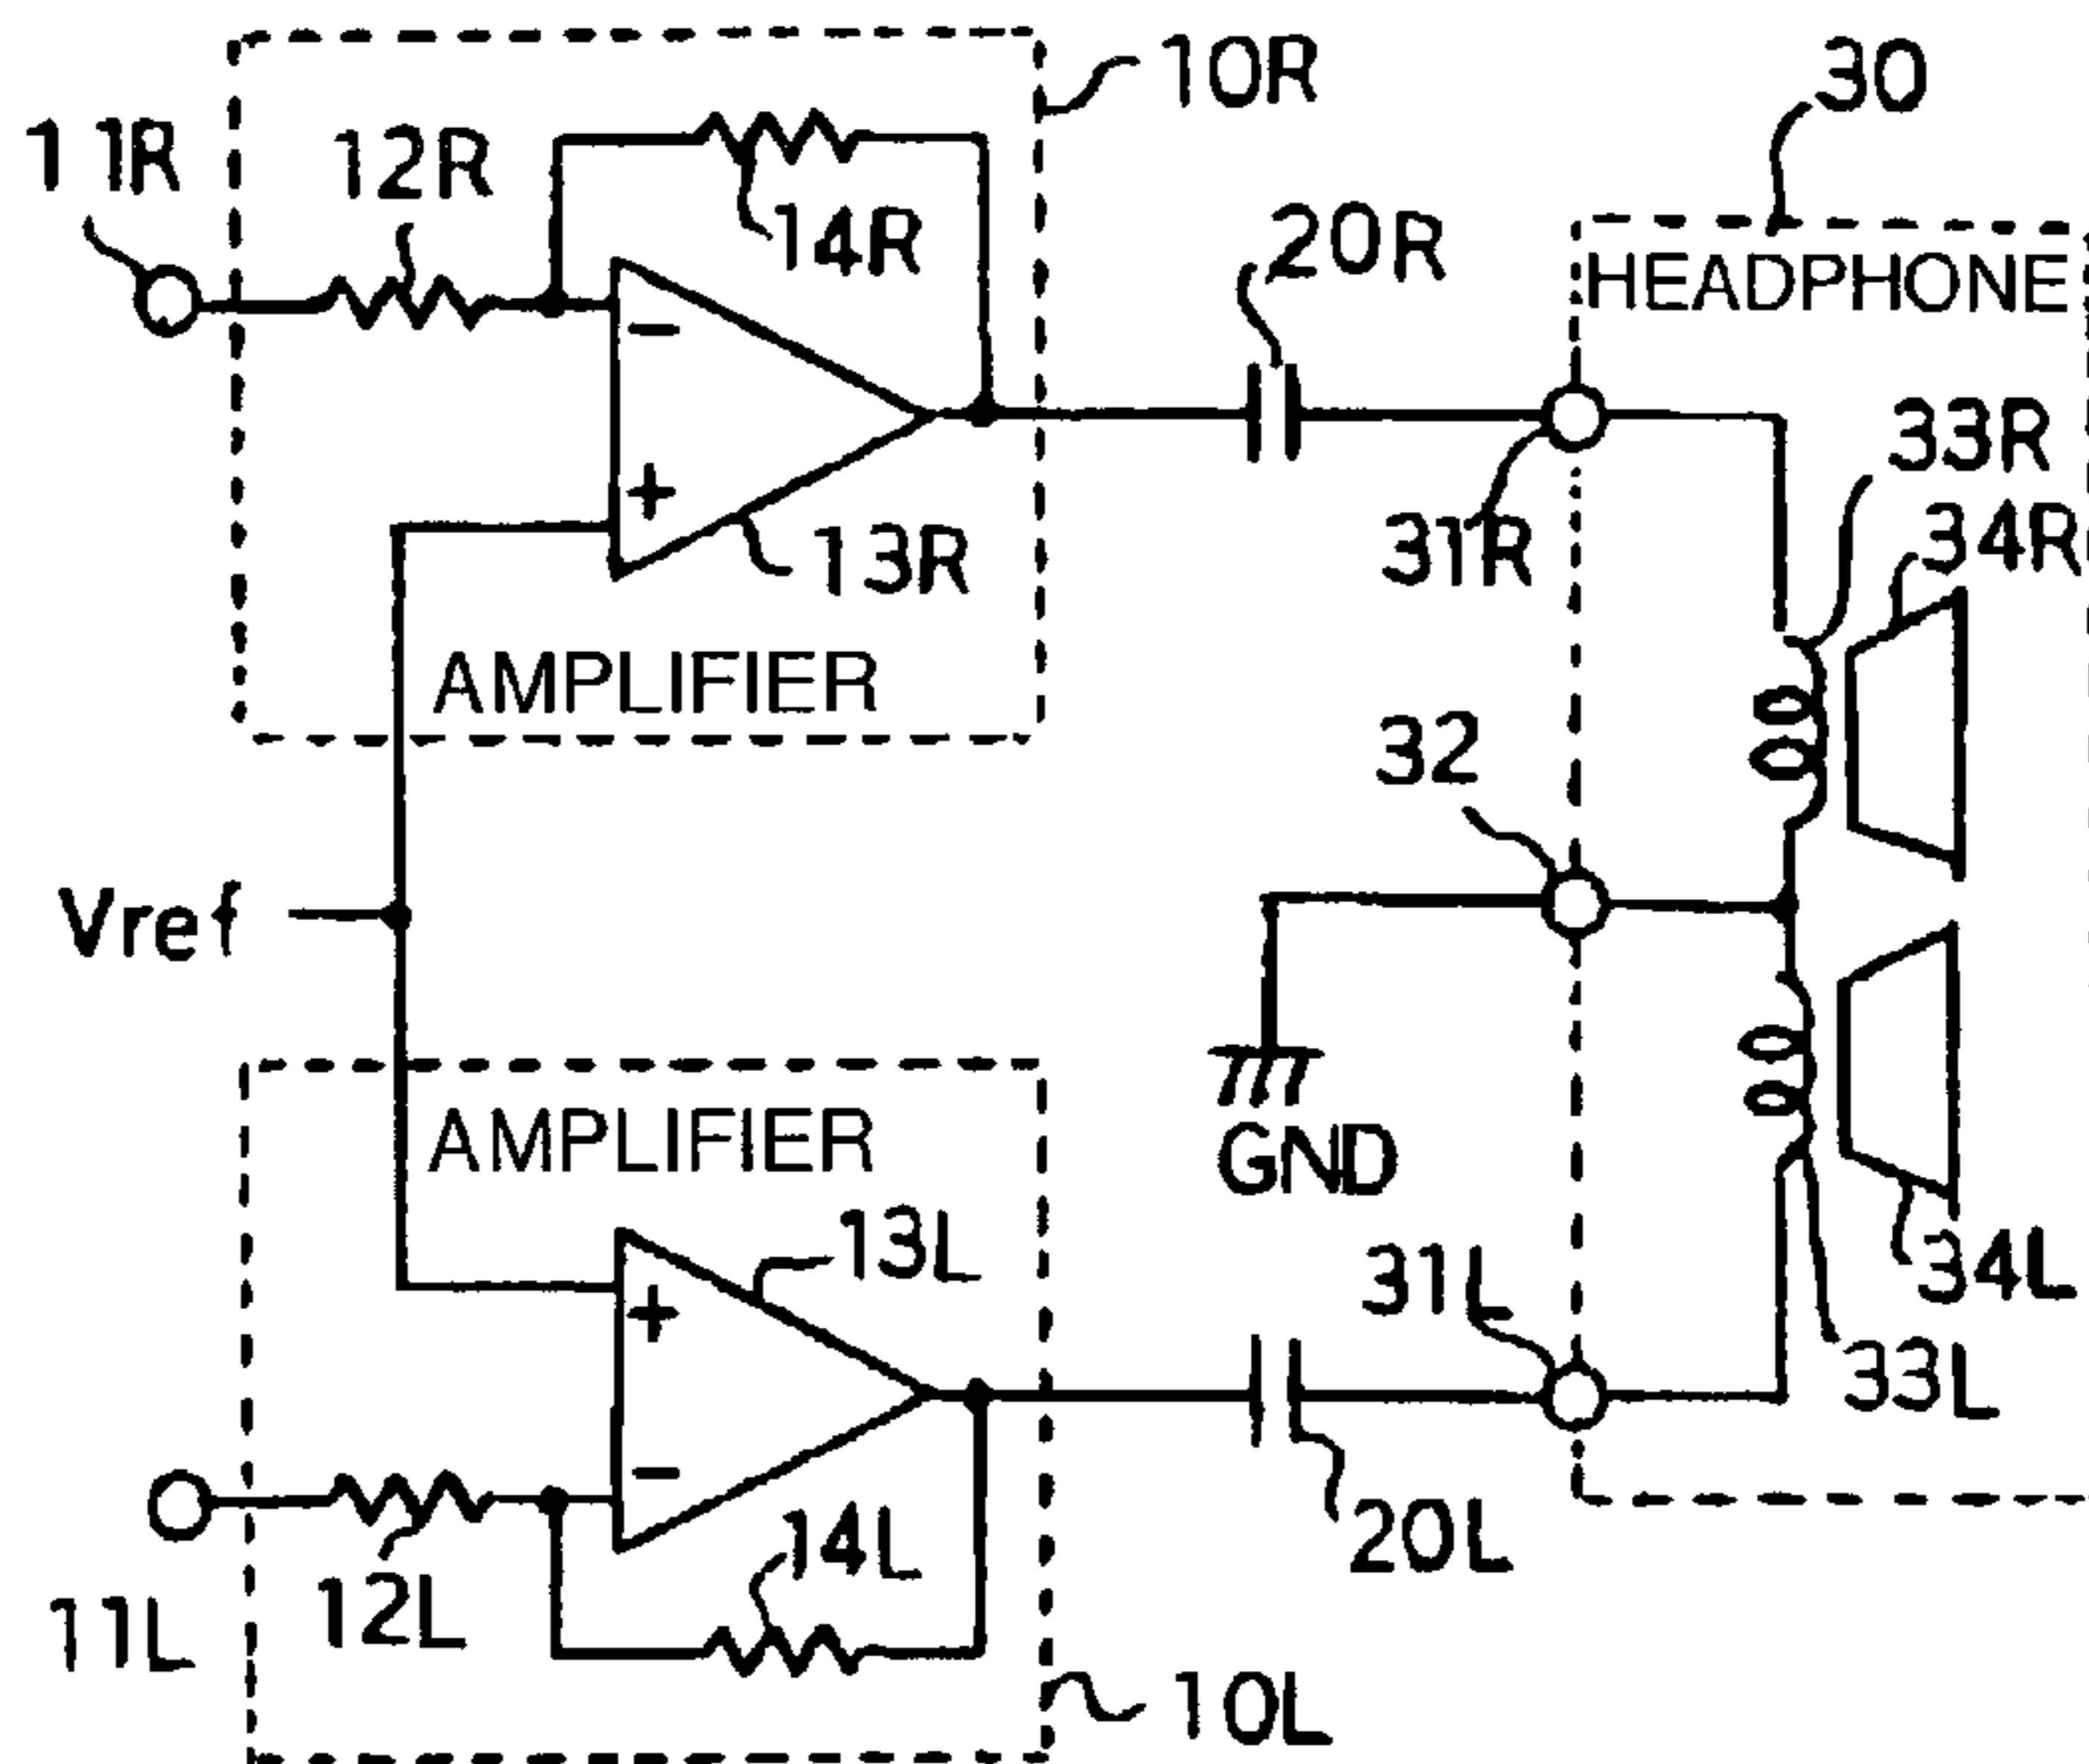 10R
30
11R
12R
14R
20R
HEADPHONE
33R
34R
31R
13R
AMPLIFIER
32
Vref
AMPLIFIER
GND
13L
31L
34L
33L
14L
20L
12L
11L
10L
−
+
+
−